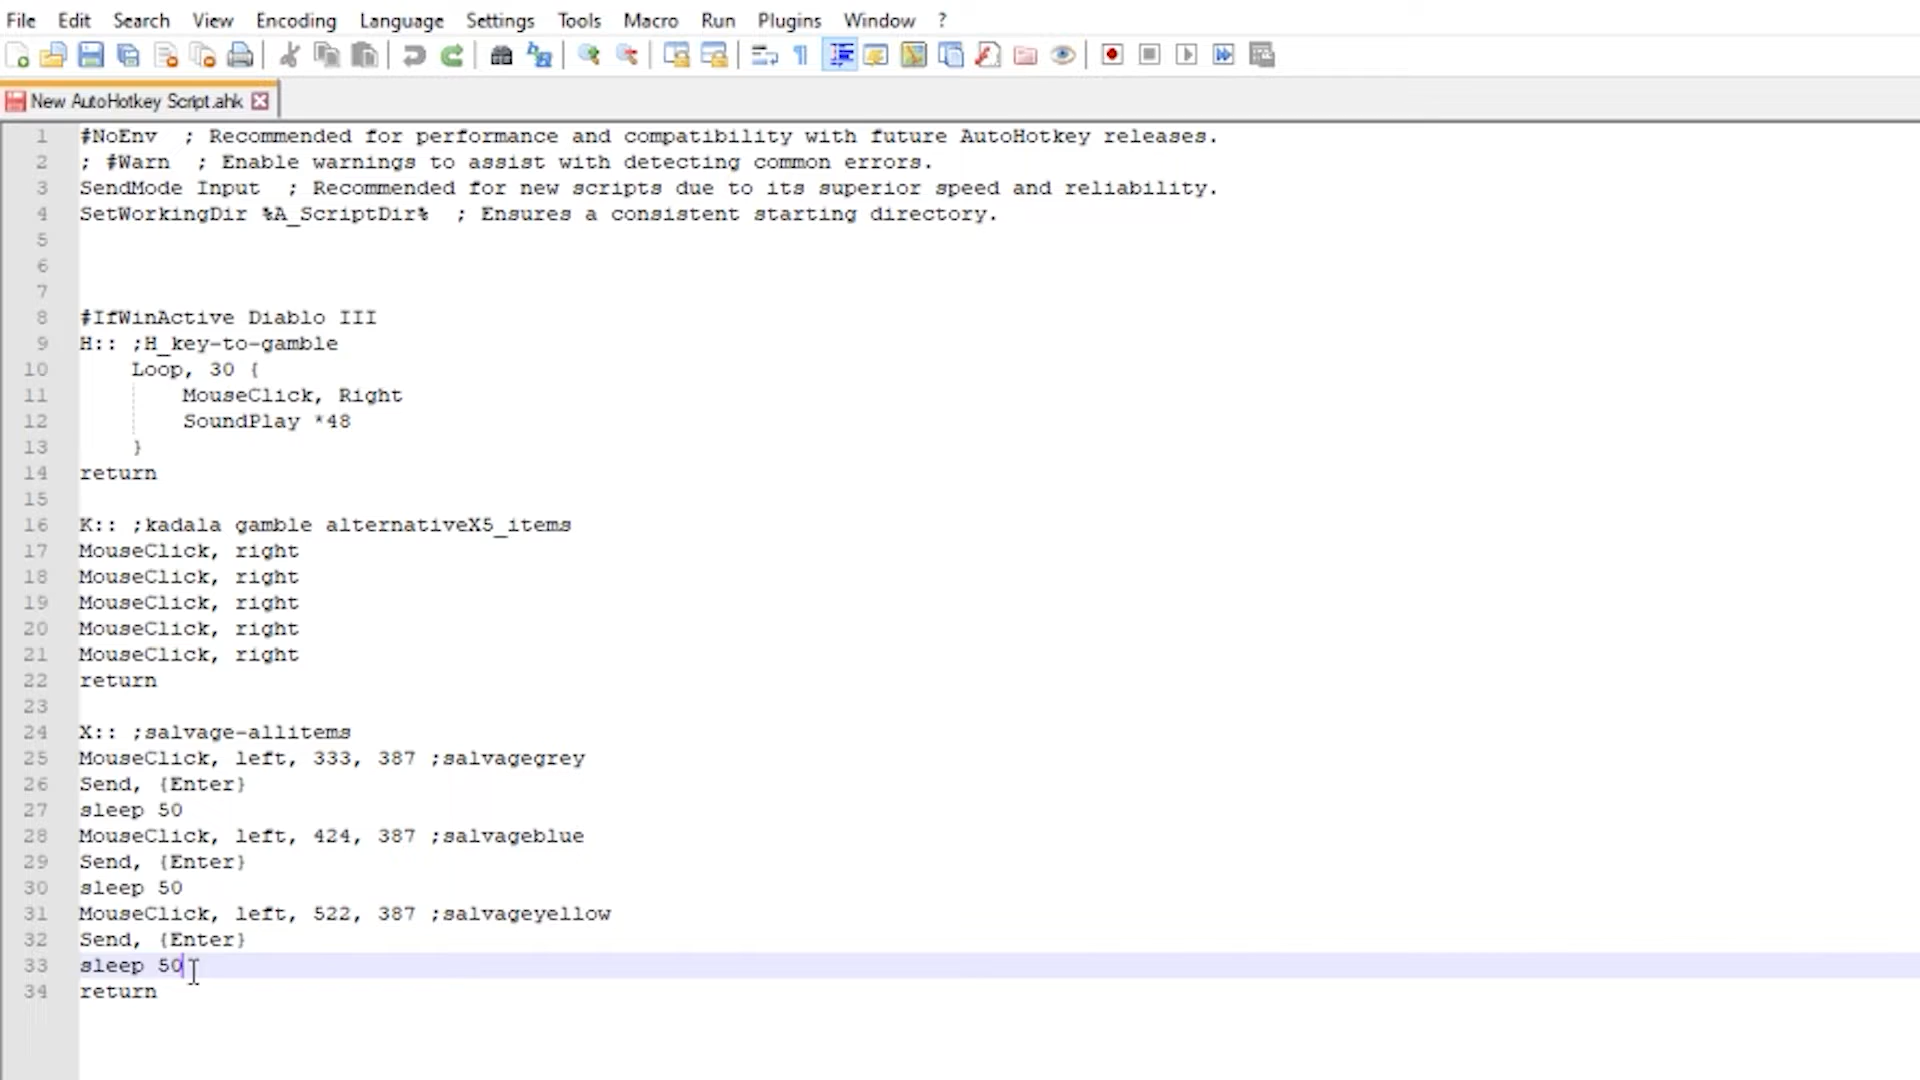 File Edit Search View Encoding Language Settings Tools Macro Run Plugins Window ?
New AutoHotkey Script.ahk
1 #NoEnv  ; Recommended for performance and compatibility with future AutoHotkey releases.
2 ; #Warn  ; Enable warnings to assist with detecting common errors.
3 SendMode Input  ; Recommended for new scripts due to its superior speed and reliability.
4 SetWorkingDir %A_ScriptDir%  ; Ensures a consistent starting directory.
5
6
7
8 #IfWinActive Diablo III
9 H:: ;H_key-to-gamble
10     Loop, 30 {
11         MouseClick, Right
12         SoundPlay *48
13     }
14 return
15
16 K:: ;kadala gamble alternativeX5_items
17 MouseClick, right
18 MouseClick, right
19 MouseClick, right
20 MouseClick, right
21 MouseClick, right
22 return
23
24 X:: ;salvage-allitems
25 MouseClick, left, 333, 387 ;salvagegrey
26 Send, {Enter}
27 sleep 50
28 MouseClick, left, 424, 387 ;salvageblue
29 Send, {Enter}
30 sleep 50
31 MouseClick, left, 522, 387 ;salvageyellow
32 Send, {Enter}
33 sleep 50
34 return